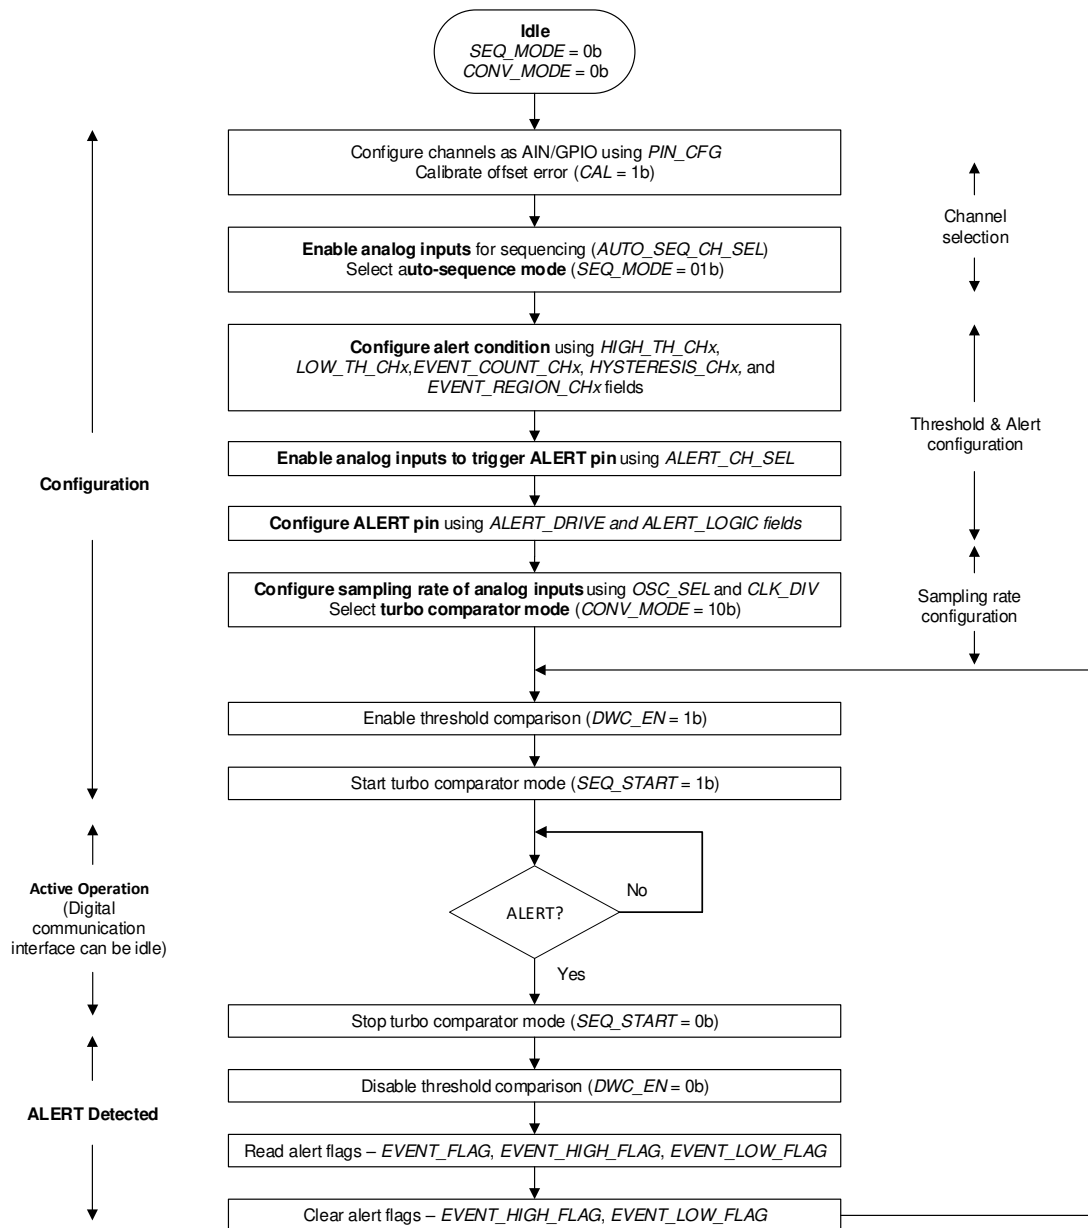 Idle
SEQ_MODE = 0b
CONV_MODE = 0b
Configure channels as AIN/GPIO using PIN_CFG
Calibrate offset error (CAL = 1b)
Channel
selection
Enable analog inputs for sequencing (AUTO_SEQ_CH_SEL)
Select auto-sequence mode (SEQ_MODE = 01b)
Configure alert condition using HIGH_TH_CHx,
LOW_TH_CHx,EVENT_COUNT_CHx, HYSTERESIS_CHx, and
EVENT_REGION_CHx fields
Threshold & Alert
configuration
Enable analog inputs to trigger ALERT pin using ALERT_CH_SEL
Configuration
Configure ALERT pin using ALERT_DRIVE and ALERT_LOGIC fields
Configure sampling rate of analog inputs using OSC_SEL and CLK_DIV
Select turbo comparator mode (CONV_MODE = 10b)
Sampling rate
configuration
Enable threshold comparison (DWC_EN = 1b)
Start turbo comparator mode (SEQ_START = 1b)
Active Operation
(Digital
communication
interface can be idle)
ALERT?
No
Yes
Stop turbo comparator mode (SEQ_START = 0b)
Disable threshold comparison (DWC_EN = 0b)
ALERT Detected
Read alert flags – EVENT_FLAG, EVENT_HIGH_FLAG, EVENT_LOW_FLAG
Clear alert flags – EVENT_HIGH_FLAG, EVENT_LOW_FLAG